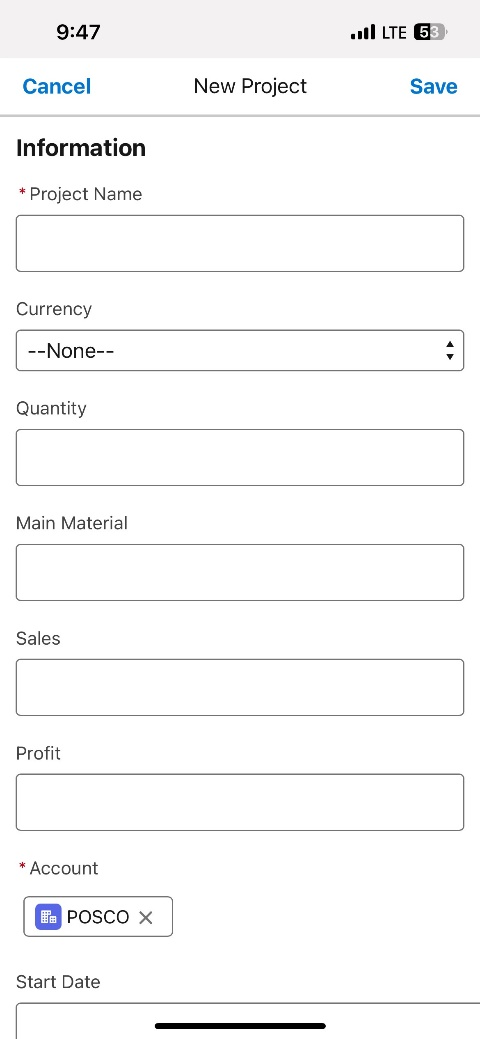 9:47
LTE 53
Cancel New Project Save
Information
* Project Name
Currency
--None--
Quantity
Main Material
Sales
Profit
* Account
POSCO
Start Date